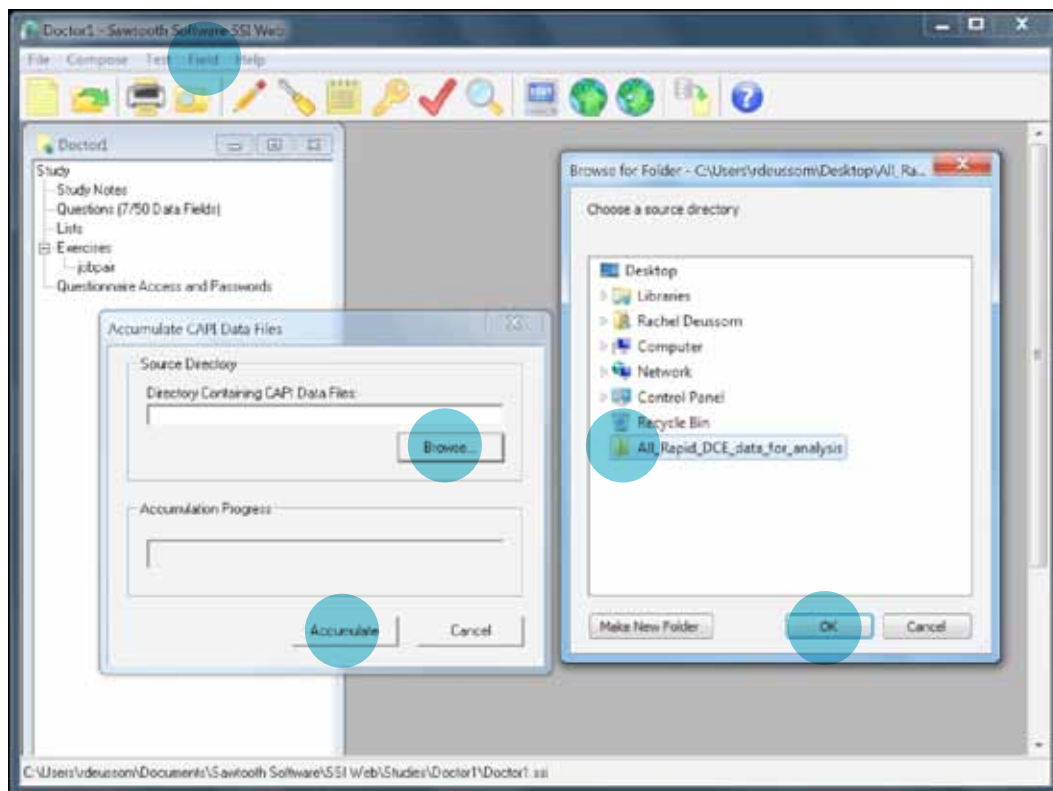 Doctor1 - Sawtooth Software SSI Web
File Compose Test Field Help
Doctor1
Study
Study Notes
Questions (7/50 Data Fields)
Lists
Exercises
jobpair
Questionnaire Access and Passwords
Accumulate CAPI Data Files
Source Directory
Directory Containing CAPI Data Files:
Browse...
Accumulation Progress
Accumulate
Cancel
Browse for Folder - C:\Users\rdeussom\Desktop\All_Ra...
Choose a source directory
Desktop
Libraries
Rachel Deussom
Computer
Network
Control Panel
Recycle Bin
All_Rapid_DCE_data_for_analysis
Make New Folder
OK
Cancel
C:\Users\rdeussom\Documents\Sawtooth Software\SSI Web\Studies\Doctor1\Doctor1.ssi